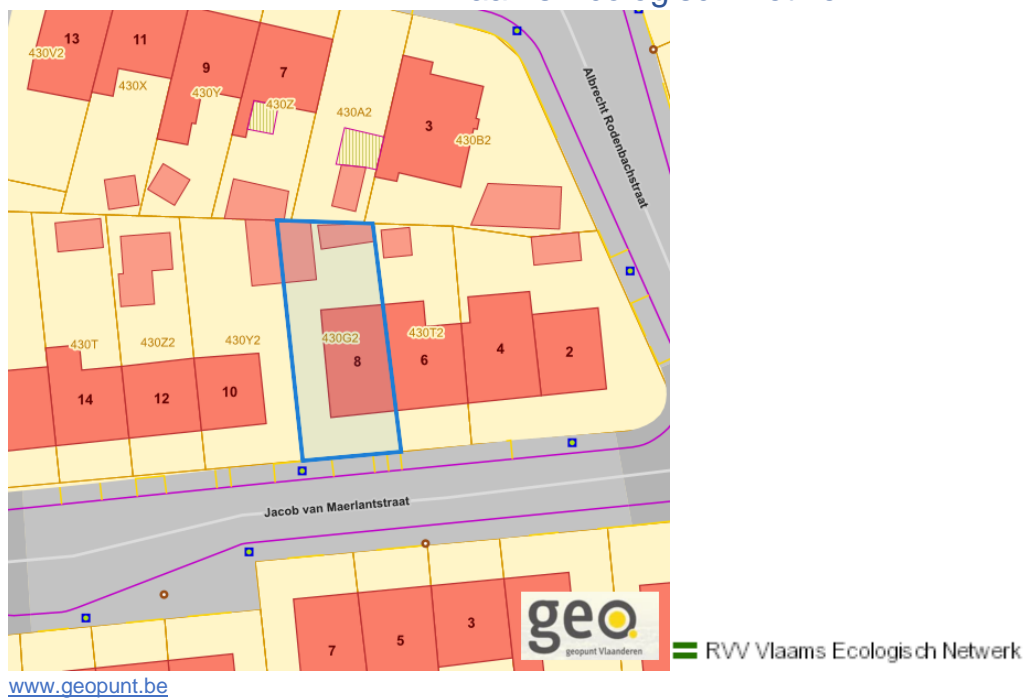 13
11
9
7
3
430V2
430X
430Y
430Z
430A2
430B2
Albrecht Rodenbachstraat
430T
430Z2
430Y2
430G2
430T2
14
12
10
8
6
4
2
Jacob van Maerlantstraat
7
5
3
geo
geopunt Vlaanderen
RVV Vlaams Ecologisch Netwerk
www.geopunt.be